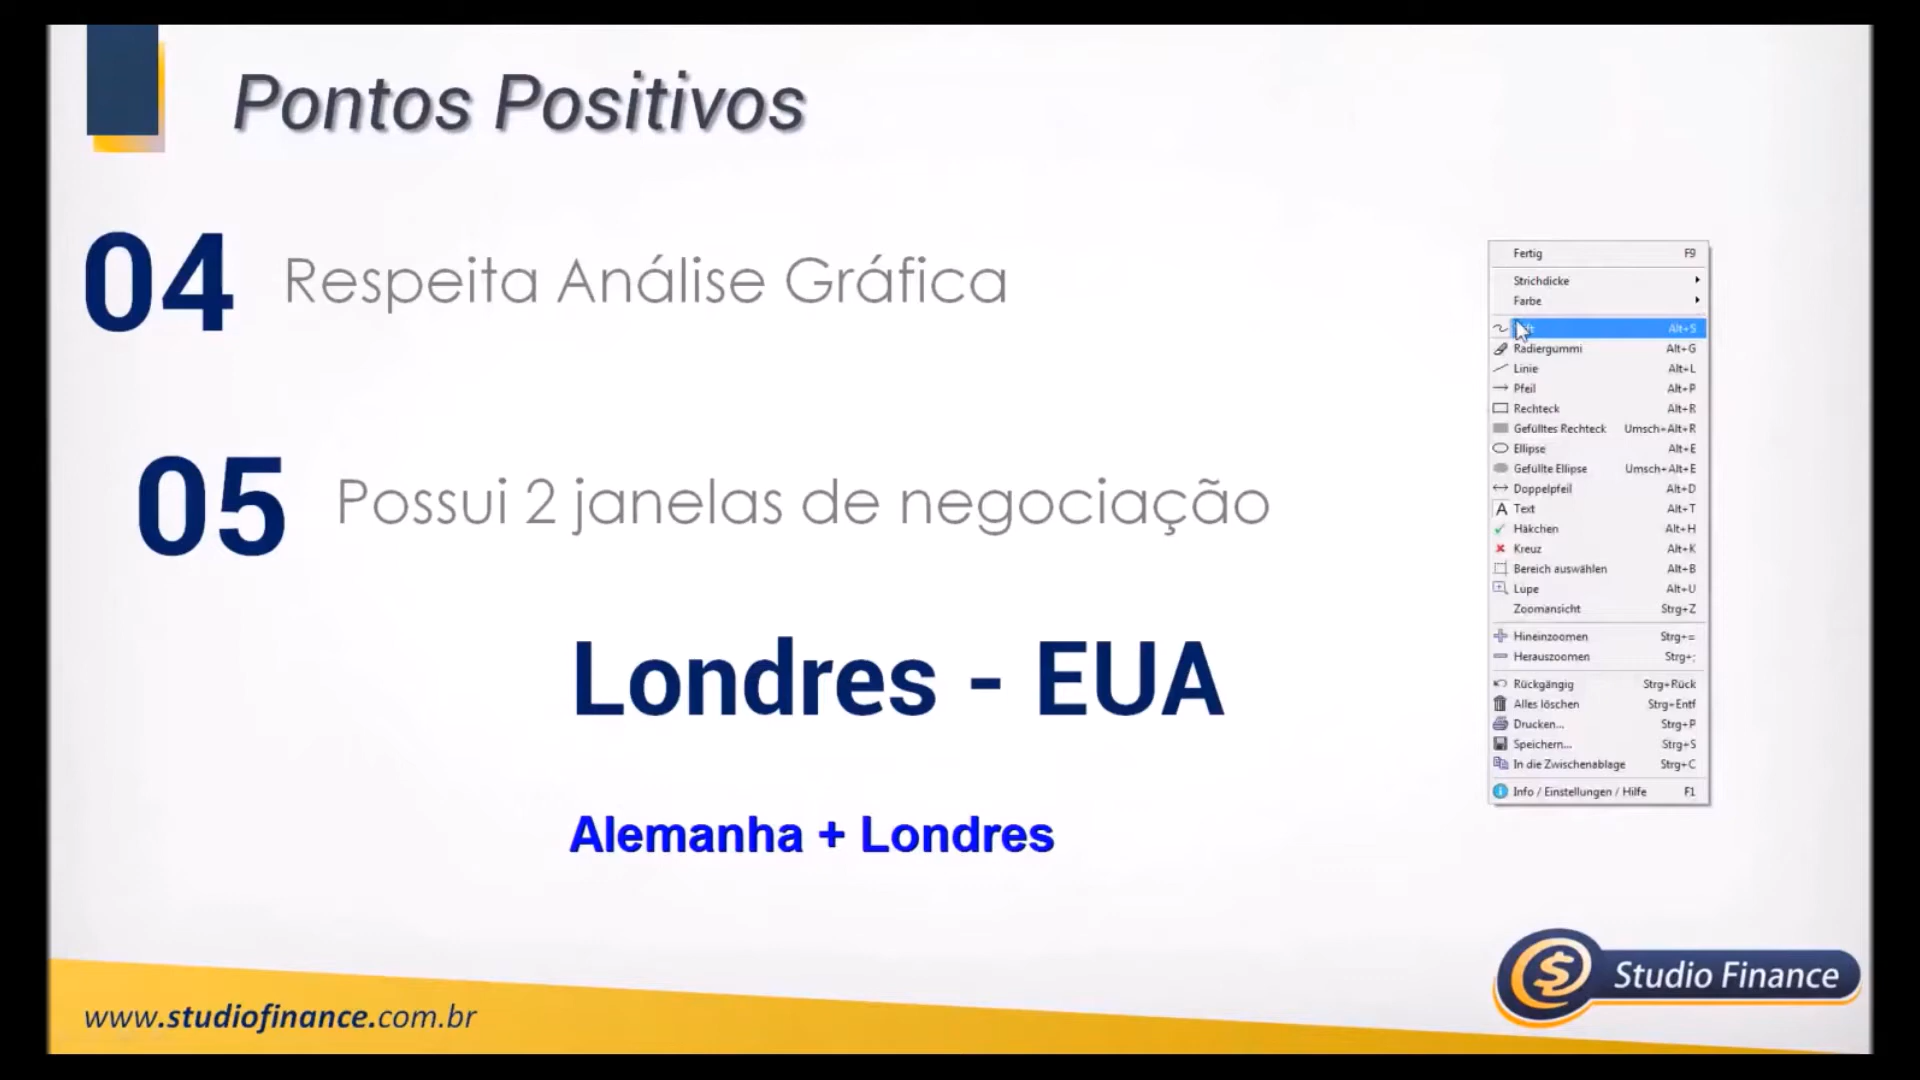 Pontos Positivos
04 Respeita Análise Gráfica
05 Possui 2 janelas de negociação
Londres - EUA
Alemanha + Londres
Fertig F9
Strichdicke
Farbe
Alt+S
Radiergummi Alt+G
Linie Alt+L
Pfeil Alt+P
Rechteck Alt+R
Gefülltes Rechteck Umsch+Alt+R
Ellipse Alt+E
Gefüllte Ellipse Umsch+Alt+E
Doppelpfeil Alt+D
Text Alt+T
Häkchen Alt+H
Kreuz Alt+K
Bereich auswählen Alt+B
Lupe Alt+U
Zoomansicht Strg+Z
Hineinzoomen Strg+=
Herauszoomen Strg+;
Rückgängig Strg+Rück
Alles löschen Strg+Entf
Drucken... Strg+P
Speichern... Strg+S
In die Zwischenablage Strg+C
Info / Einstellungen / Hilfe F1
www.studiofinance.com.br
Studio Finance